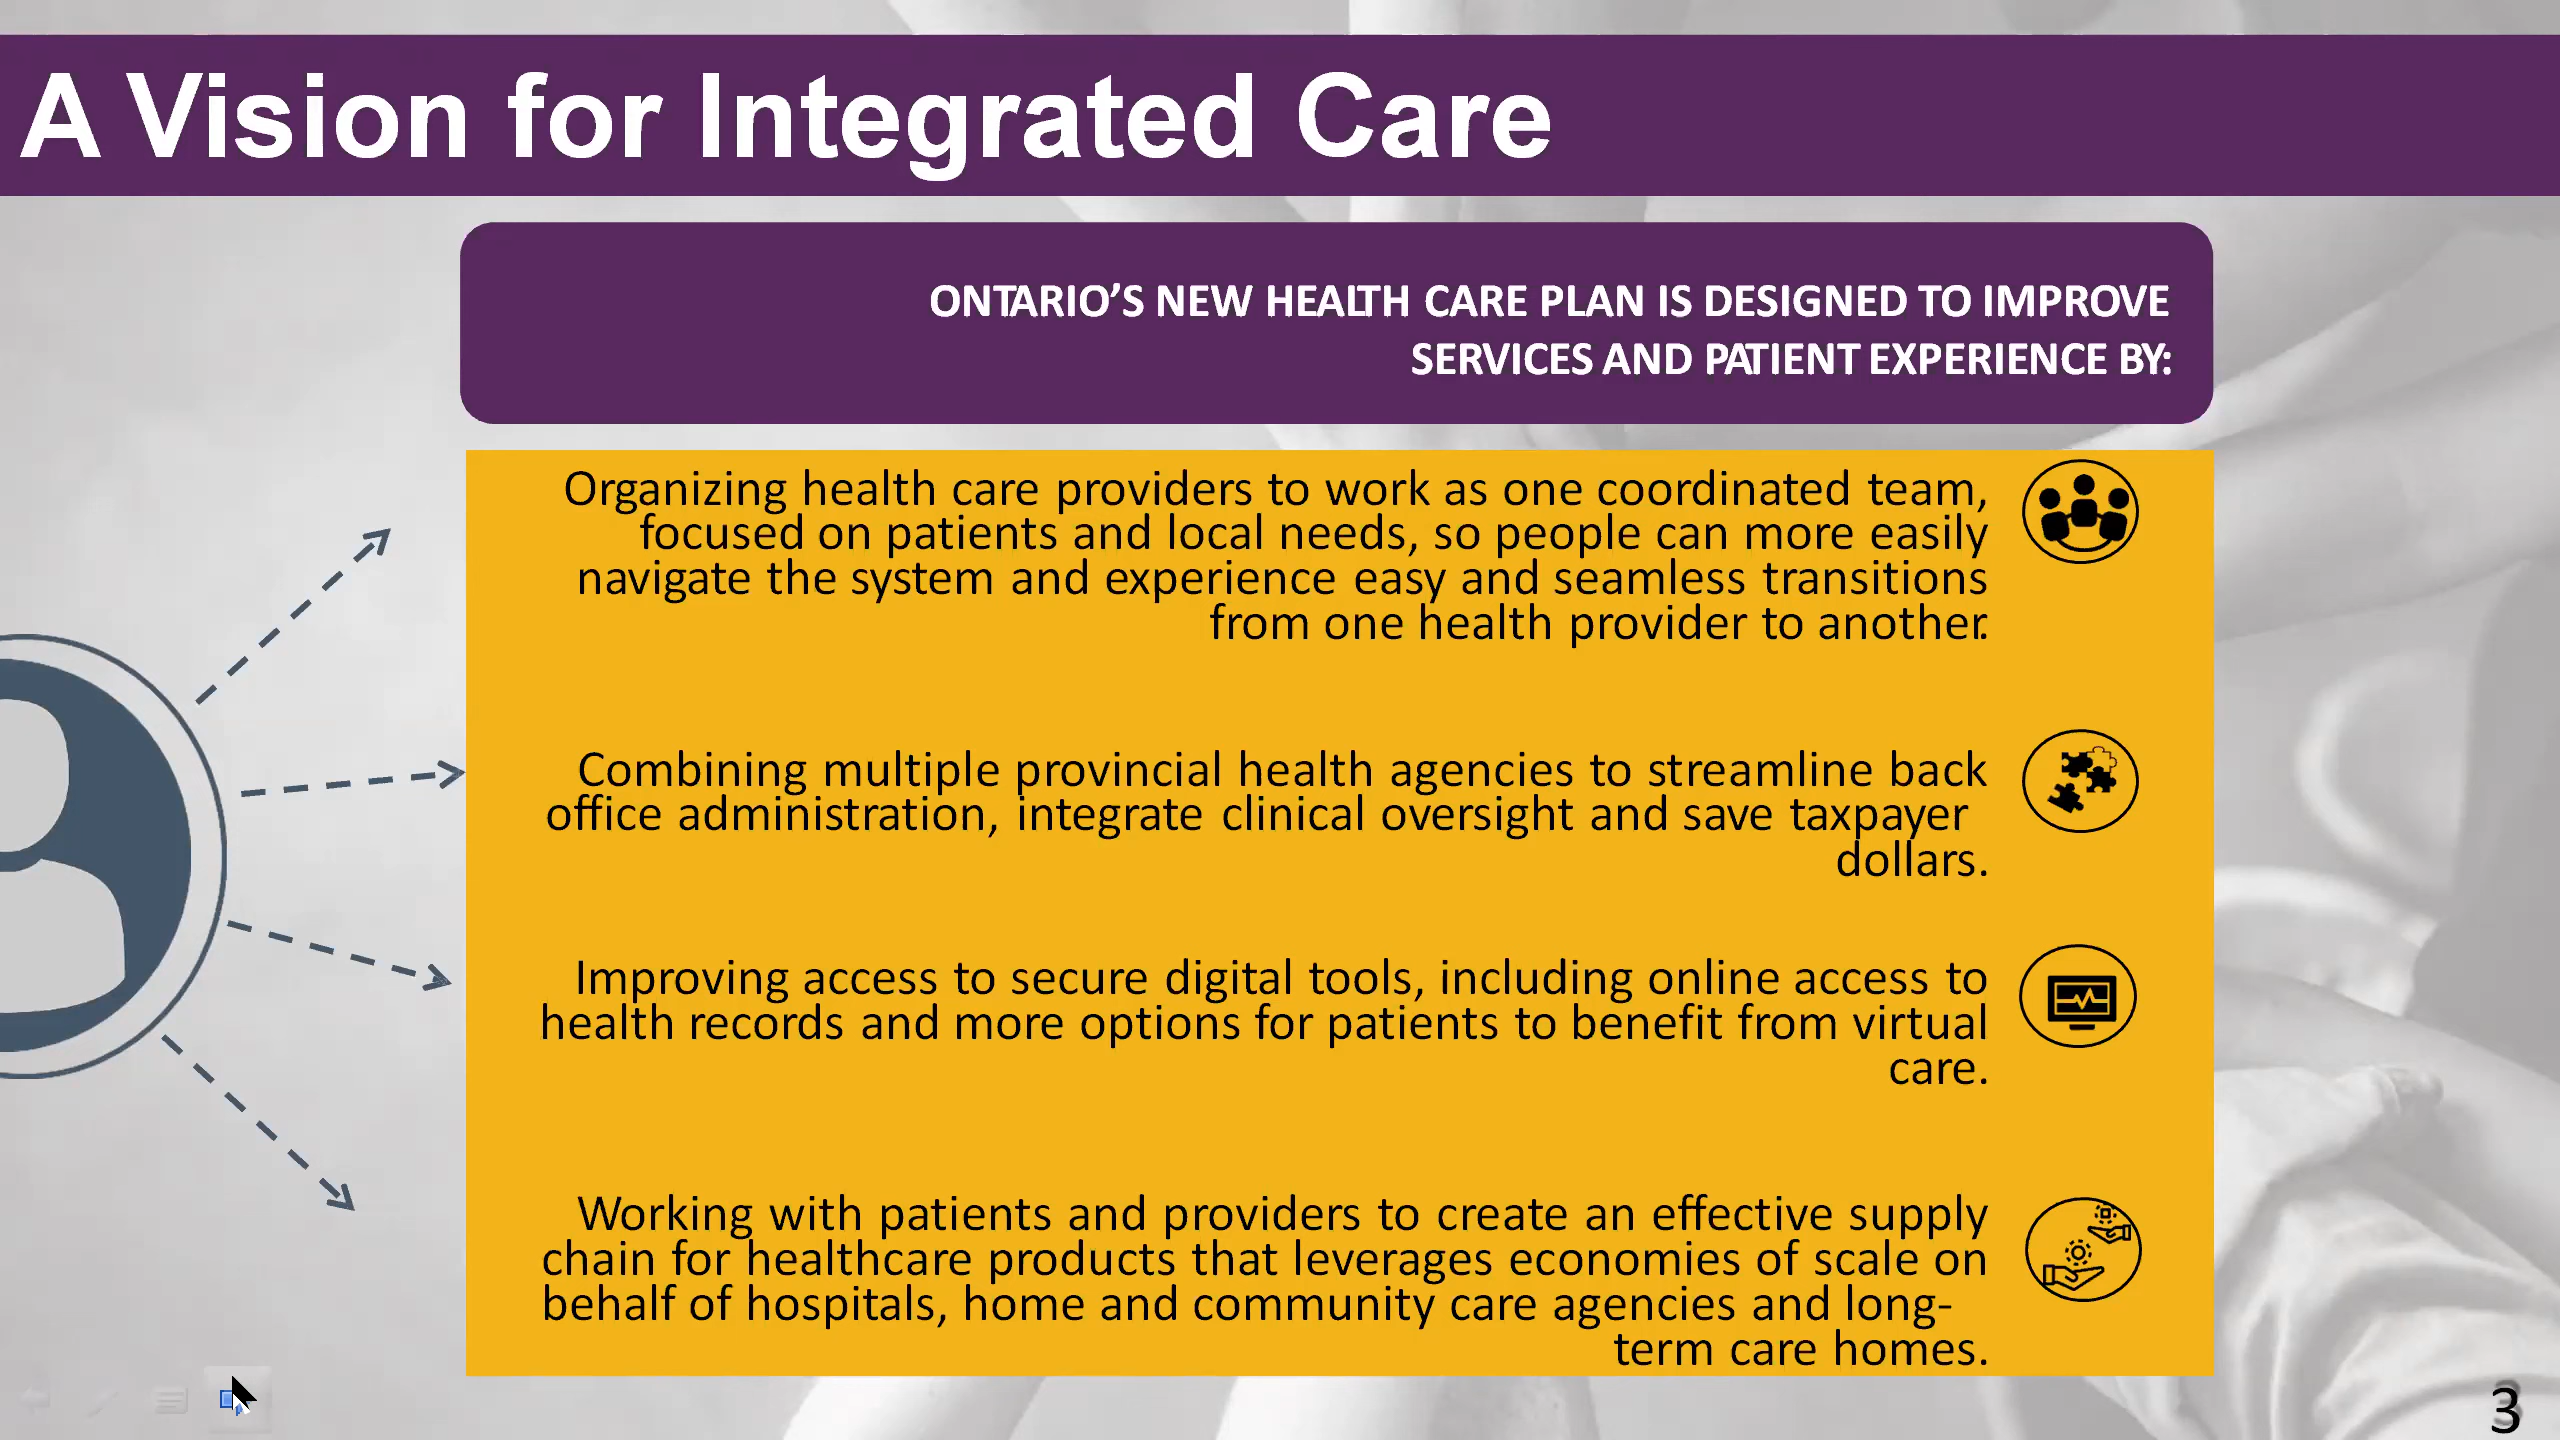 A Vision for Integrated Care
ONTARIO’S NEW HEALTH CARE PLAN IS DESIGNED TO IMPROVE
SERVICES AND PATIENT EXPERIENCE BY:
Organizing health care providers to work as one coordinated team,
focused on patients and local needs, so people can more easily
navigate the system and experience easy and seamless transitions
from one health provider to another.
Combining multiple provincial health agencies to streamline back
office administration, integrate clinical oversight and save taxpayer
dollars.
Improving access to secure digital tools, including online access to
health records and more options for patients to benefit from virtual
care.
Working with patients and providers to create an effective supply
chain for healthcare products that leverages economies of scale on
behalf of hospitals, home and community care agencies and long-
term care homes.
3